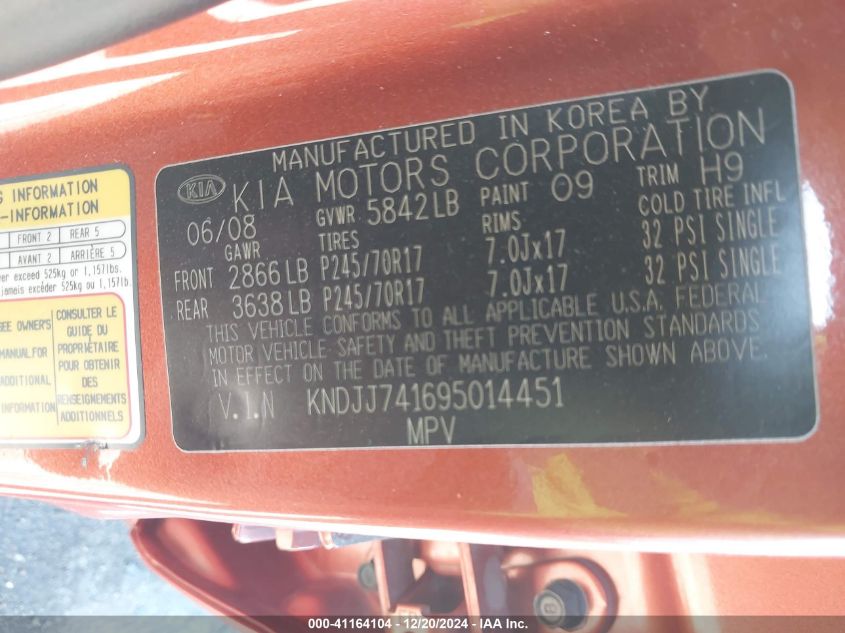 MANUFACTURED IN KOREA BY
KIA KIA MOTORS CORPORATION
06/08 GVWR 5842LB PAINT 09 TRIM H9
GAWR TIRES RIMS COLD TIRE INFL
FRONT 2866LB P245/70R17 7.0Jx17 32 PSI SINGLE
REAR 3638LB P245/70R17 7.0Jx17 32 PSI SINGLE
THIS VEHICLE CONFORMS TO ALL APPLICABLE U.S.A. FEDERAL
MOTOR VEHICLE SAFETY AND THEFT PREVENTION STANDARDS
IN EFFECT ON THE DATE OF MANUFACTURE SHOWN ABOVE.
V.I.N KNDJJ741695014451
MPV
INFORMATION
-INFORMATION
FRONT 2 REAR 5
AVANT 2 ARRIÈRE 5
er exceed 525kg or 1,157lbs.
jamais excéder 525kg ou 1,157lb.
SEE OWNER'S
MANUAL FOR
ADDITIONAL
INFORMATION
CONSULTER LE
GUIDE DU
PROPRIÉTAIRE
POUR OBTENIR
DES
RENSEIGNEMENTS
ADDITIONNELS
000-41164104 - 12/20/2024 - IAA Inc.